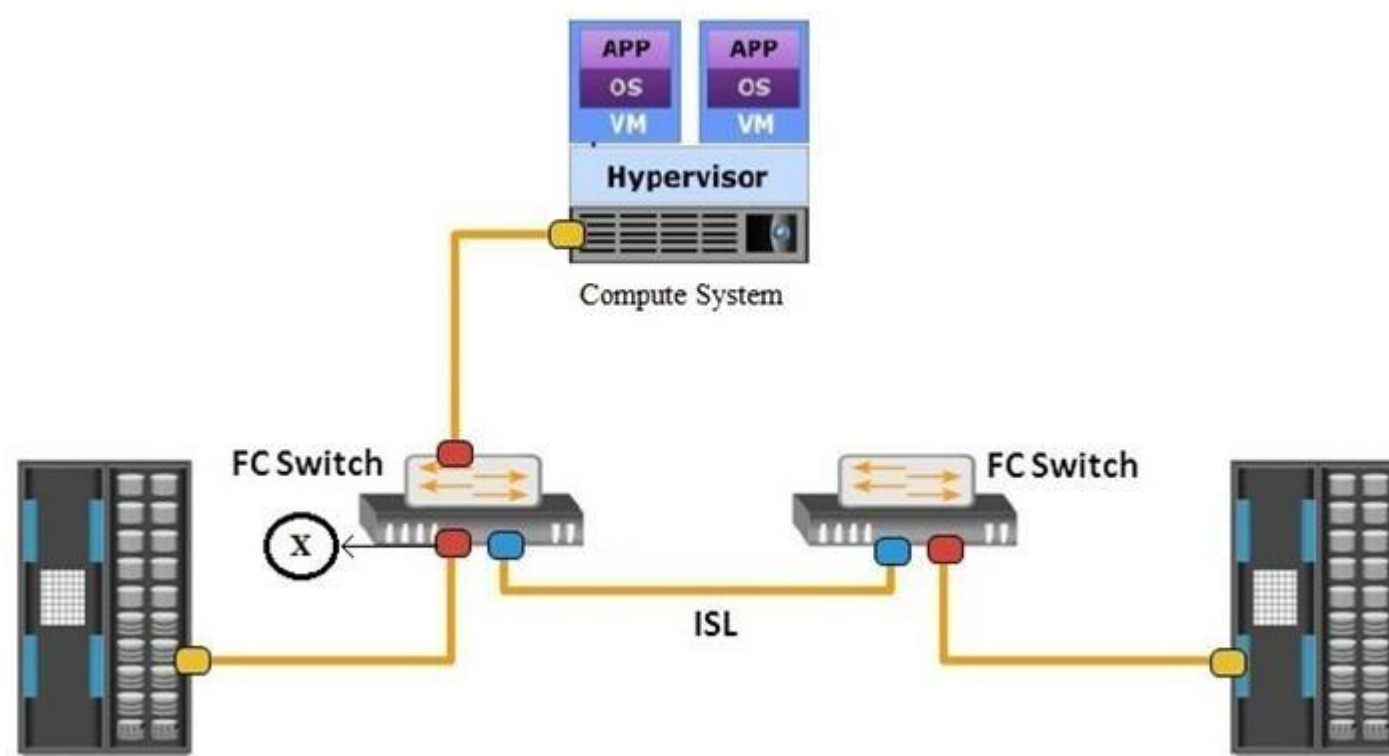 APP APP
OS OS
VM VM
Hypervisor
Compute System
FC Switch
FC Switch
X
ISL